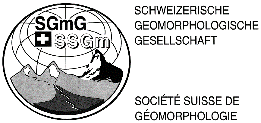 SGmG
SSGm
SCHWEIZERISCHE
GEOMORPHOLOGISCHE
GESELLSCHAFT
SOCIÉTÉ SUISSE DE
GÉOMORPHOLOGIE